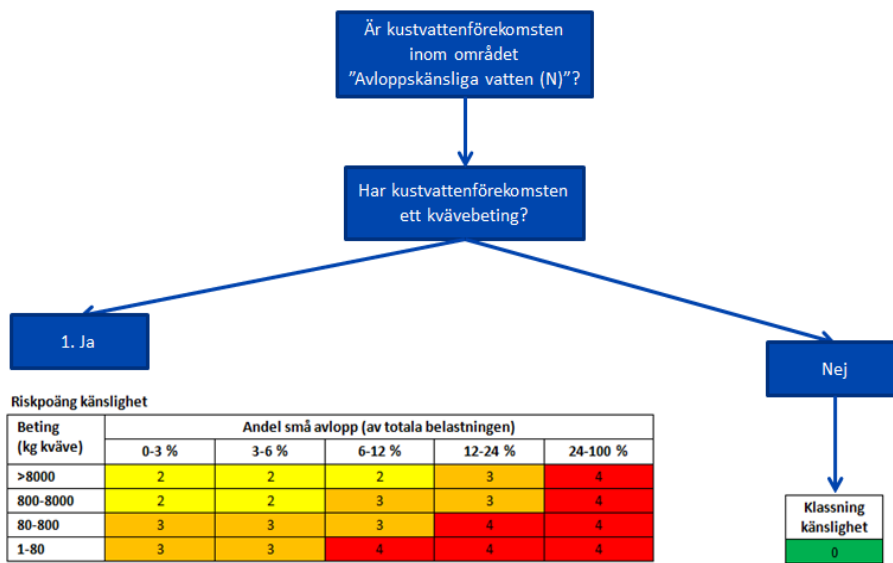 Är kustvattenförekomsten
inom området
”Avloppskänsliga vatten (N)”?
Har kustvattenförekomsten
ett kvävebeting?
1. Ja
Nej
Riskpoäng känslighet
Beting
(kg kväve)
Andel små avlopp (av totala belastningen)
0-3 % 3-6 % 6-12 % 12-24 % 24-100 %
>8000 2 2 2 3 4
800-8000 2 2 3 3 4
80-800 3 3 3 4 4
1-80 3 3 4 4 4
Klassning
känslighet
0